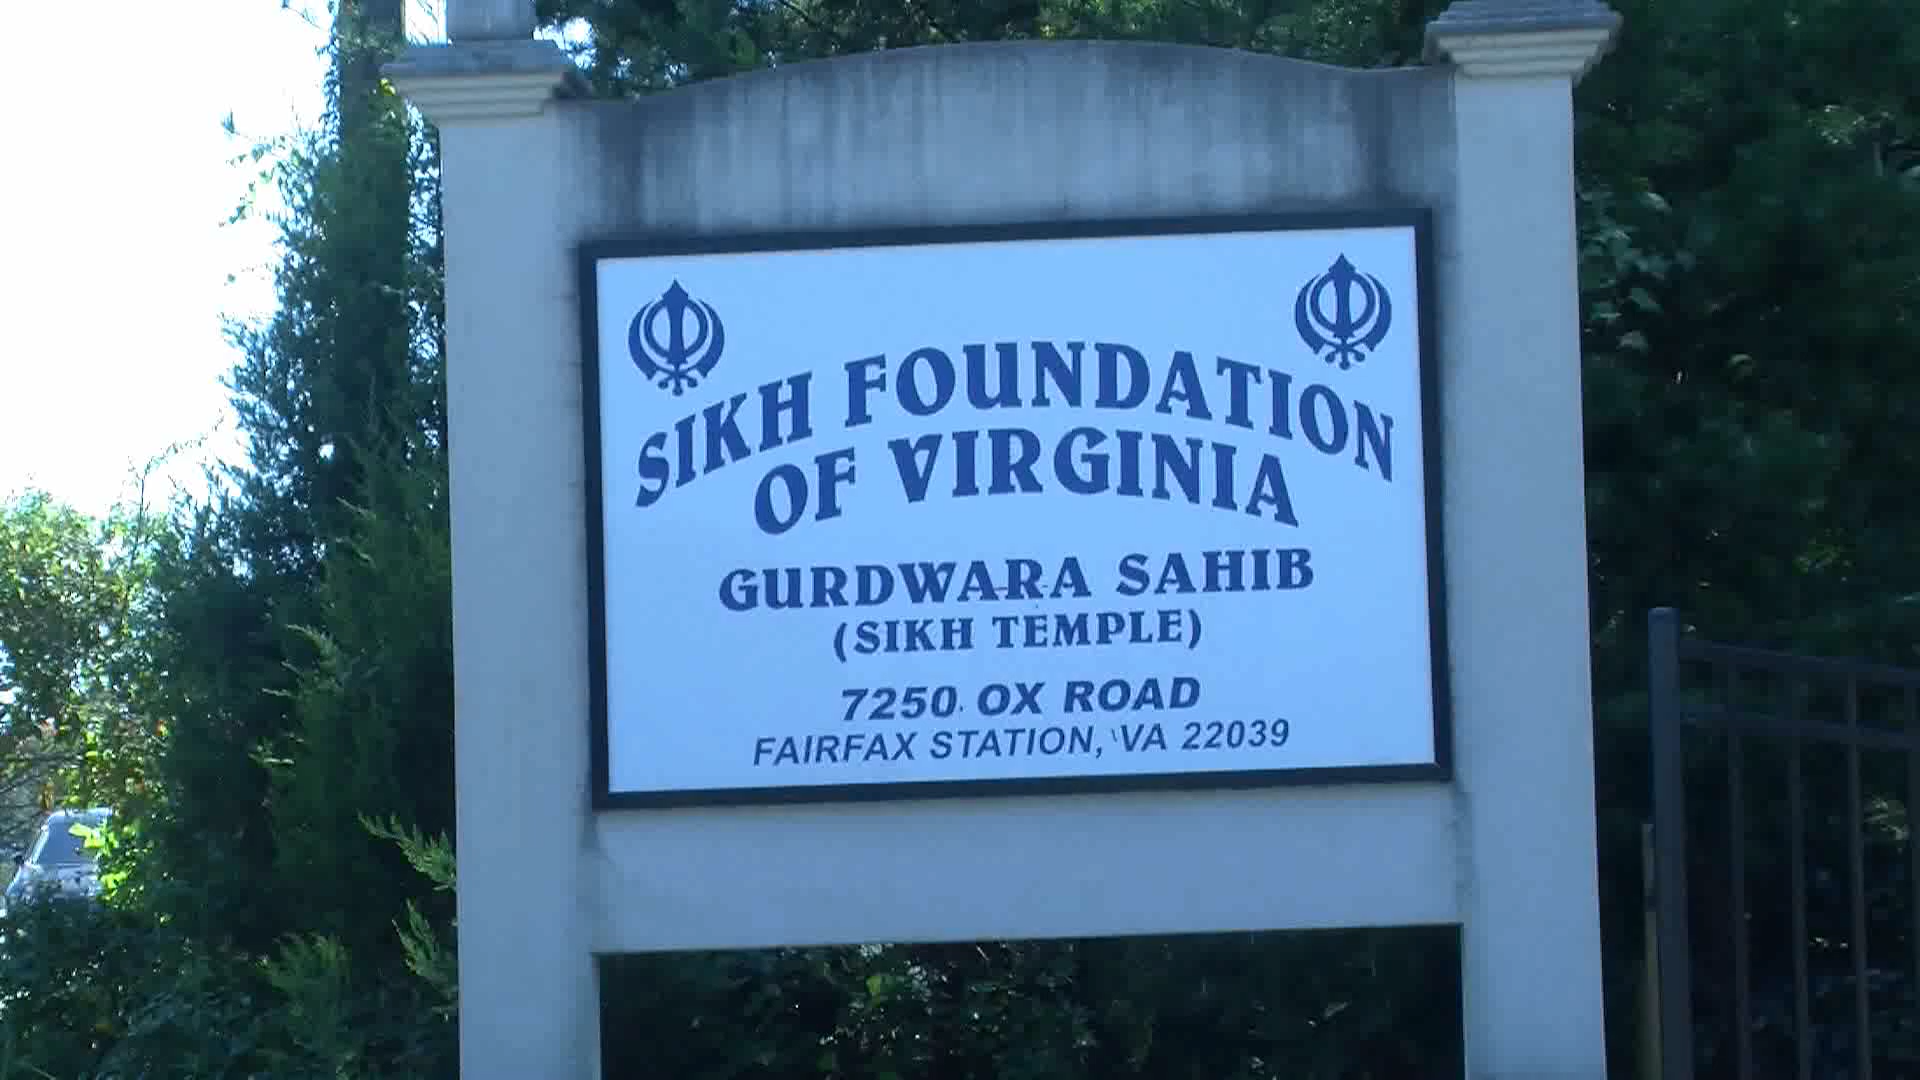 SIKH FOUNDATION
OF VIRGINIA
GURDWARA SAHIB
(SIKH TEMPLE)
7250 OX ROAD
FAIRFAX STATION, VA 22039